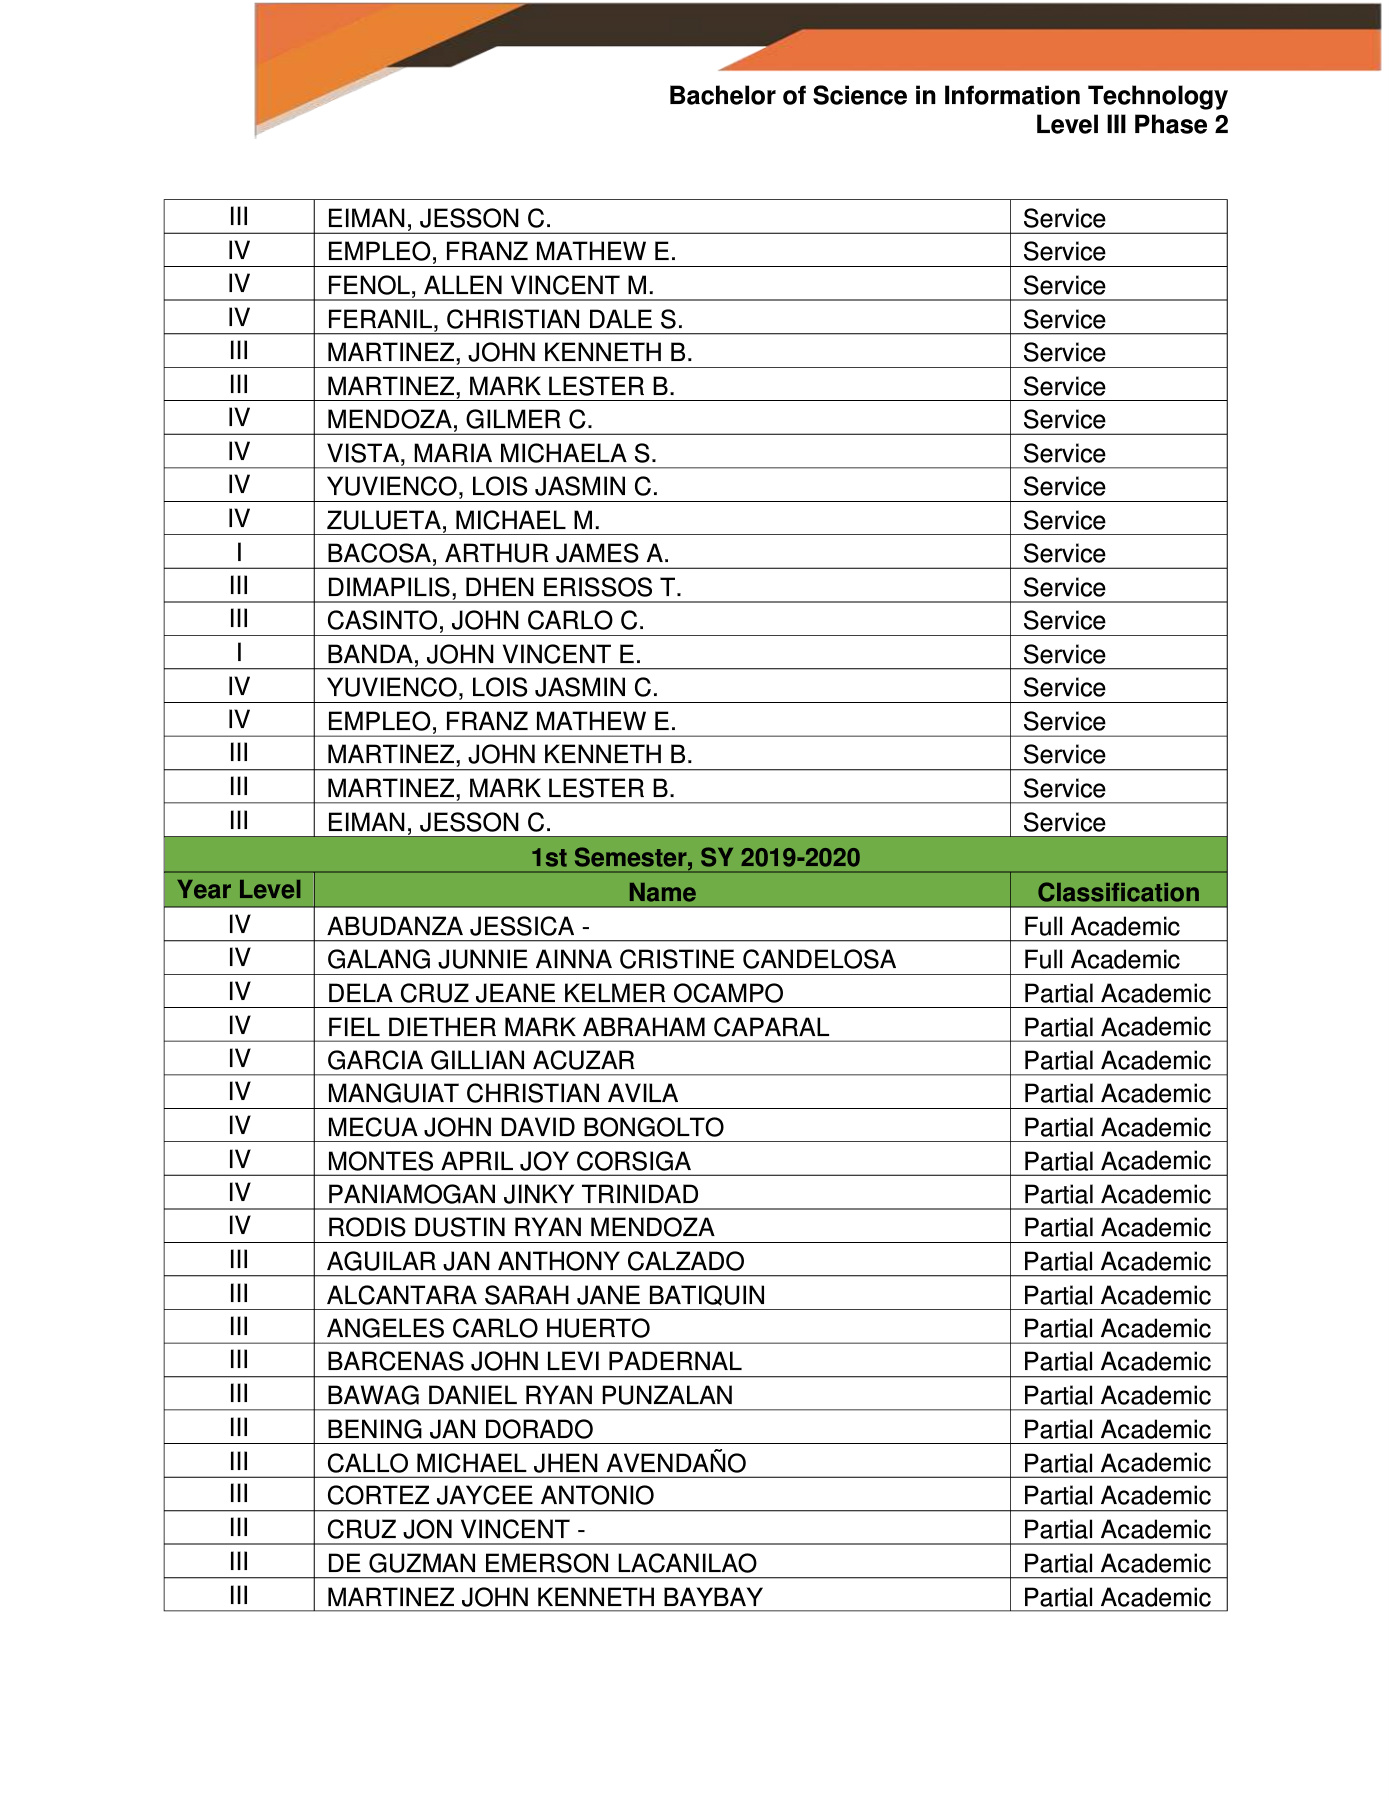 Bachelor of Science in Information Technology
Level III Phase 2
III EIMAN, JESSON C. Service
IV EMPLEO, FRANZ MATHEW E. Service
IV FENOL, ALLEN VINCENT M. Service
IV FERANIL, CHRISTIAN DALE S. Service
III MARTINEZ, JOHN KENNETH B. Service
III MARTINEZ, MARK LESTER B. Service
IV MENDOZA, GILMER C. Service
IV VISTA, MARIA MICHAELA S. Service
IV YUVIENCO, LOIS JASMIN C. Service
IV ZULUETA, MICHAEL M. Service
I BACOSA, ARTHUR JAMES A. Service
III DIMAPILIS, DHEN ERISSOS T. Service
III CASINTO, JOHN CARLO C. Service
I BANDA, JOHN VINCENT E. Service
IV YUVIENCO, LOIS JASMIN C. Service
IV EMPLEO, FRANZ MATHEW E. Service
III MARTINEZ, JOHN KENNETH B. Service
III MARTINEZ, MARK LESTER B. Service
III EIMAN, JESSON C. Service
1st Semester, SY 2019-2020
Year Level Name Classification
IV ABUDANZA JESSICA - Full Academic
IV GALANG JUNNIE AINNA CRISTINE CANDELOSA Full Academic
IV DELA CRUZ JEANE KELMER OCAMPO Partial Academic
IV FIEL DIETHER MARK ABRAHAM CAPARAL Partial Academic
IV GARCIA GILLIAN ACUZAR Partial Academic
IV MANGUIAT CHRISTIAN AVILA Partial Academic
IV MECUA JOHN DAVID BONGOLTO Partial Academic
IV MONTES APRIL JOY CORSIGA Partial Academic
IV PANIAMOGAN JINKY TRINIDAD Partial Academic
IV RODIS DUSTIN RYAN MENDOZA Partial Academic
III AGUILAR JAN ANTHONY CALZADO Partial Academic
III ALCANTARA SARAH JANE BATIQUIN Partial Academic
III ANGELES CARLO HUERTO Partial Academic
III BARCENAS JOHN LEVI PADERNAL Partial Academic
III BAWAG DANIEL RYAN PUNZALAN Partial Academic
III BENING JAN DORADO Partial Academic
III CALLO MICHAEL JHEN AVENDAÑO Partial Academic
III CORTEZ JAYCEE ANTONIO Partial Academic
III CRUZ JON VINCENT - Partial Academic
III DE GUZMAN EMERSON LACANILAO Partial Academic
III MARTINEZ JOHN KENNETH BAYBAY Partial Academic